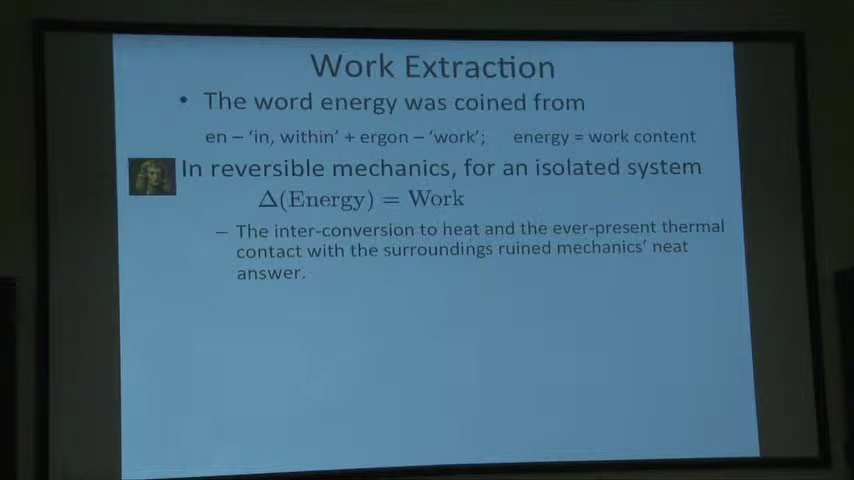 Work Extraction
• The word energy was coined from
en – ‘in, within’ + ergon – ‘work’; energy = work content
In reversible mechanics, for an isolated system
Δ(Energy) = Work
– The inter-conversion to heat and the ever-present thermal
contact with the surroundings ruined mechanics’ neat
answer.